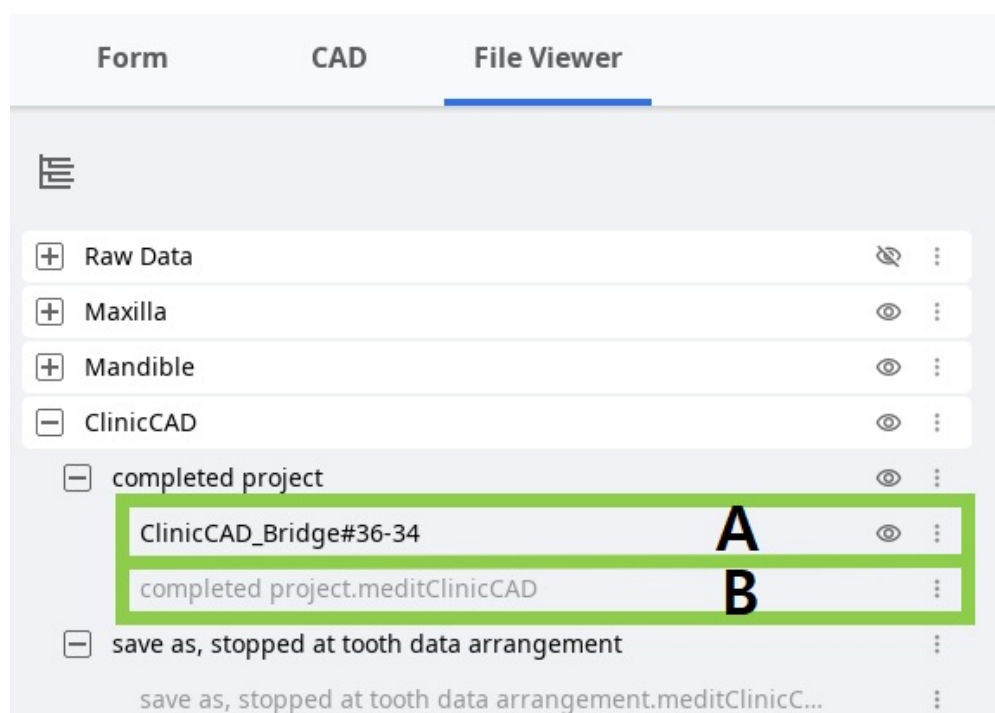 Form CAD File Viewer
Raw Data
Maxilla
Mandible
ClinicCAD
completed project
ClinicCAD_Bridge#36-34 A
completed project.meditClinicCAD B
save as, stopped at tooth data arrangement
save as, stopped at tooth data arrangement.meditClinicC...